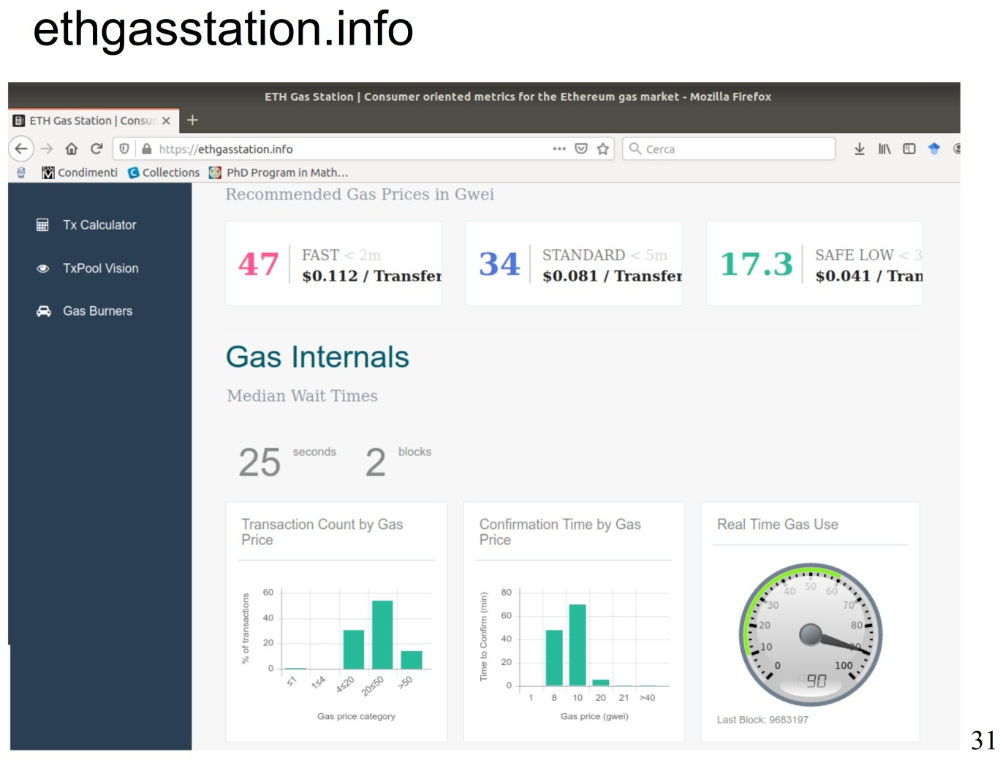 ethgasstation.info
ETH Gas Station | Consumer oriented metrics for the Ethereum gas market - Mozilla Firefox
ETH Gas Station | Consum
https://ethgasstation.info
Cerca
Condimenti Collections PhD Program in Math...
Tx Calculator
TxPool Vision
Gas Burners
Recommended Gas Prices in Gwei
47 FAST < 2m
$0.112 / Transfer
34 STANDARD < 5m
$0.081 / Transfer
17.3 SAFE LOW < 3
$0.041 / Tran
Gas Internals
Median Wait Times
25 seconds 2 blocks
Transaction Count by Gas
Price
% of transactions
60
40
20
0
≤1 1≤4 4≤20 20≤50 >50
Gas price category
Confirmation Time by Gas
Price
Time to Confirm (min)
80
60
40
20
0
1 8 10 20 21 >40
Gas price (gwei)
Real Time Gas Use
0 10 20 30 40 50 60 70 80 90 100
90
Last Block: 9683197
31